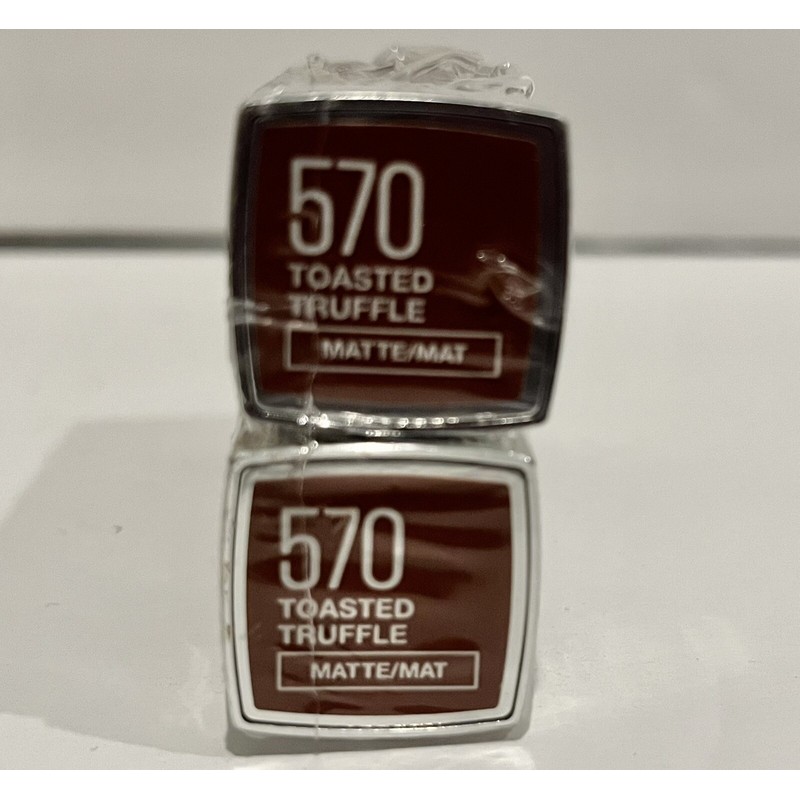 570
TOASTED
TRUFFLE
MATTE/MAT
570
TOASTED
TRUFFLE
MATTE/MAT